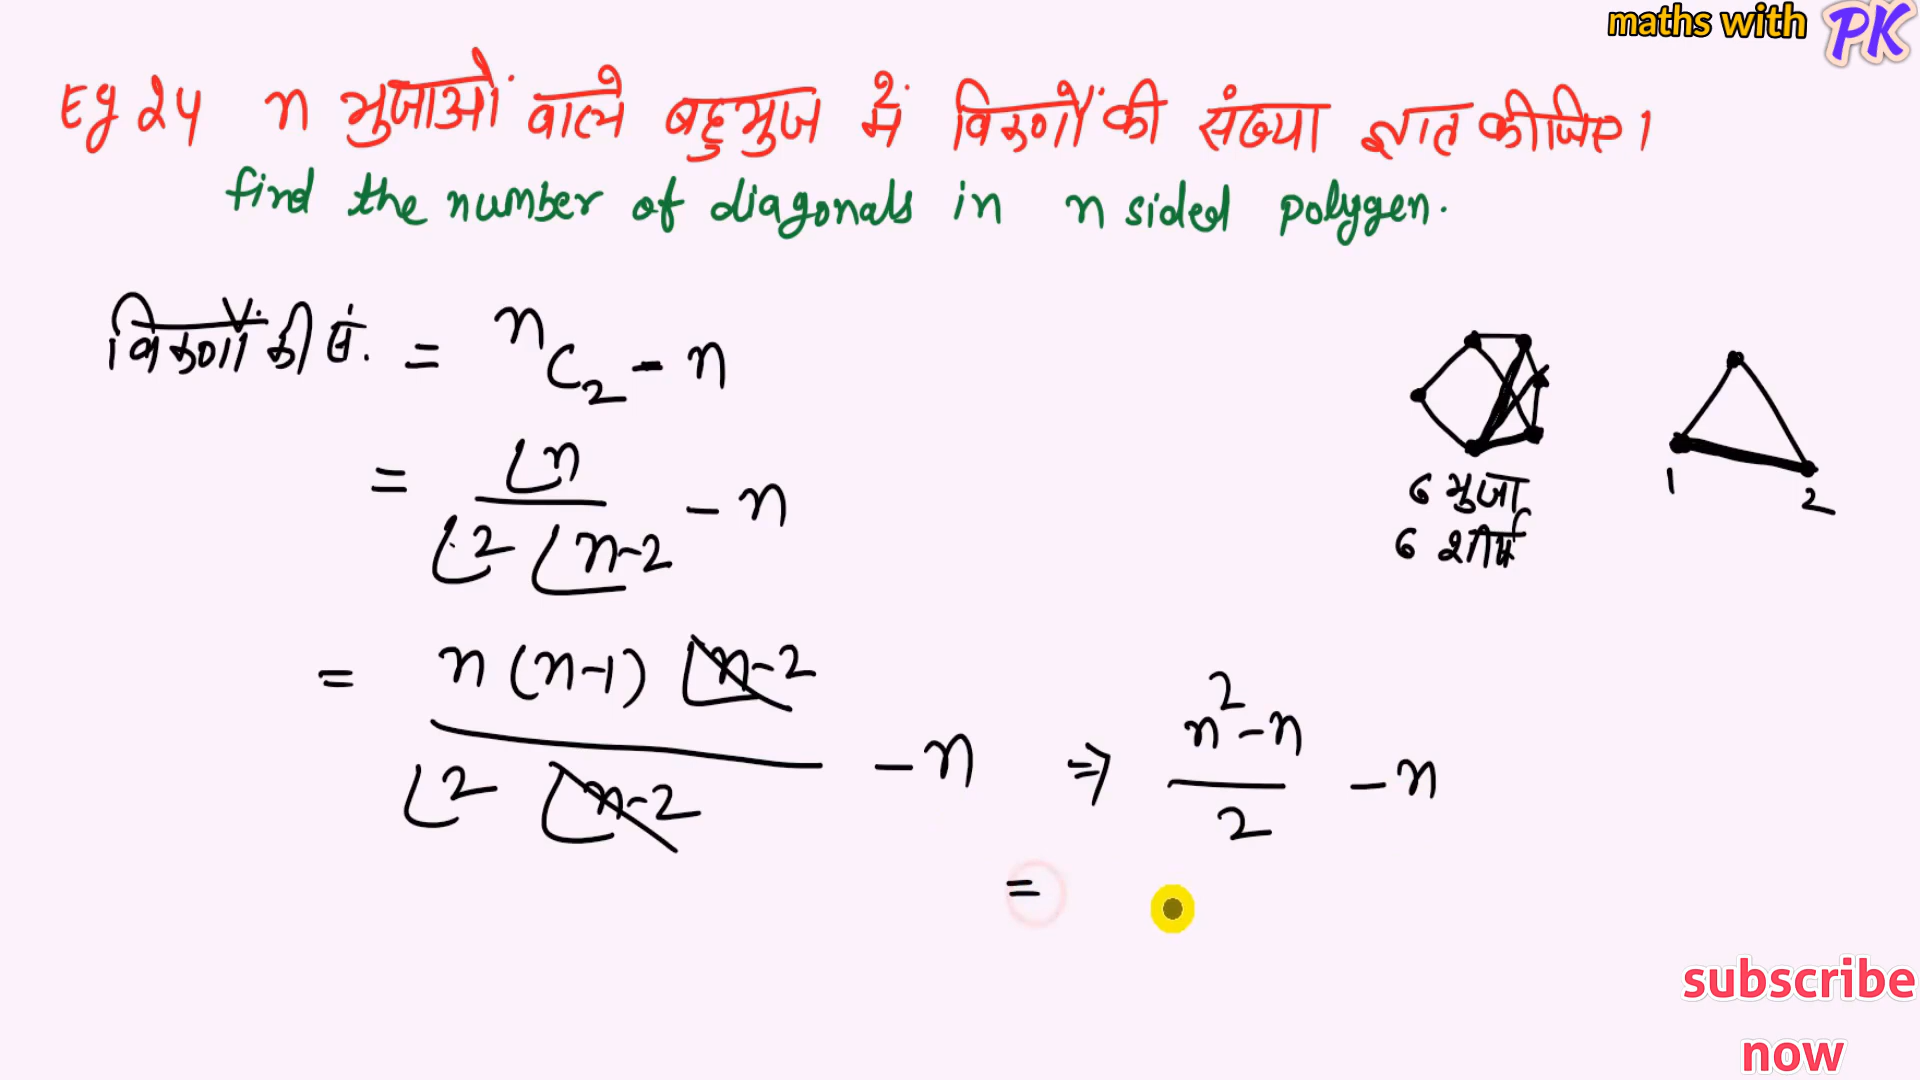 maths with PK
Eg 24 n भुजाओं वाले बहुभुज में विकर्णों की संख्या ज्ञात कीजिए।
find the number of diagonals in n sided polygen.
विकर्णों की सं. = ⁿC₂ - n
= ⌊n / ⌊2 ⌊n-2 - n
= n (n-1) ⌊n-2 / ⌊2 ⌊n-2 - n ⇒ n²-n / 2 - n
=
1 2
6 भुजा
6 शीर्ष
subscribe
now